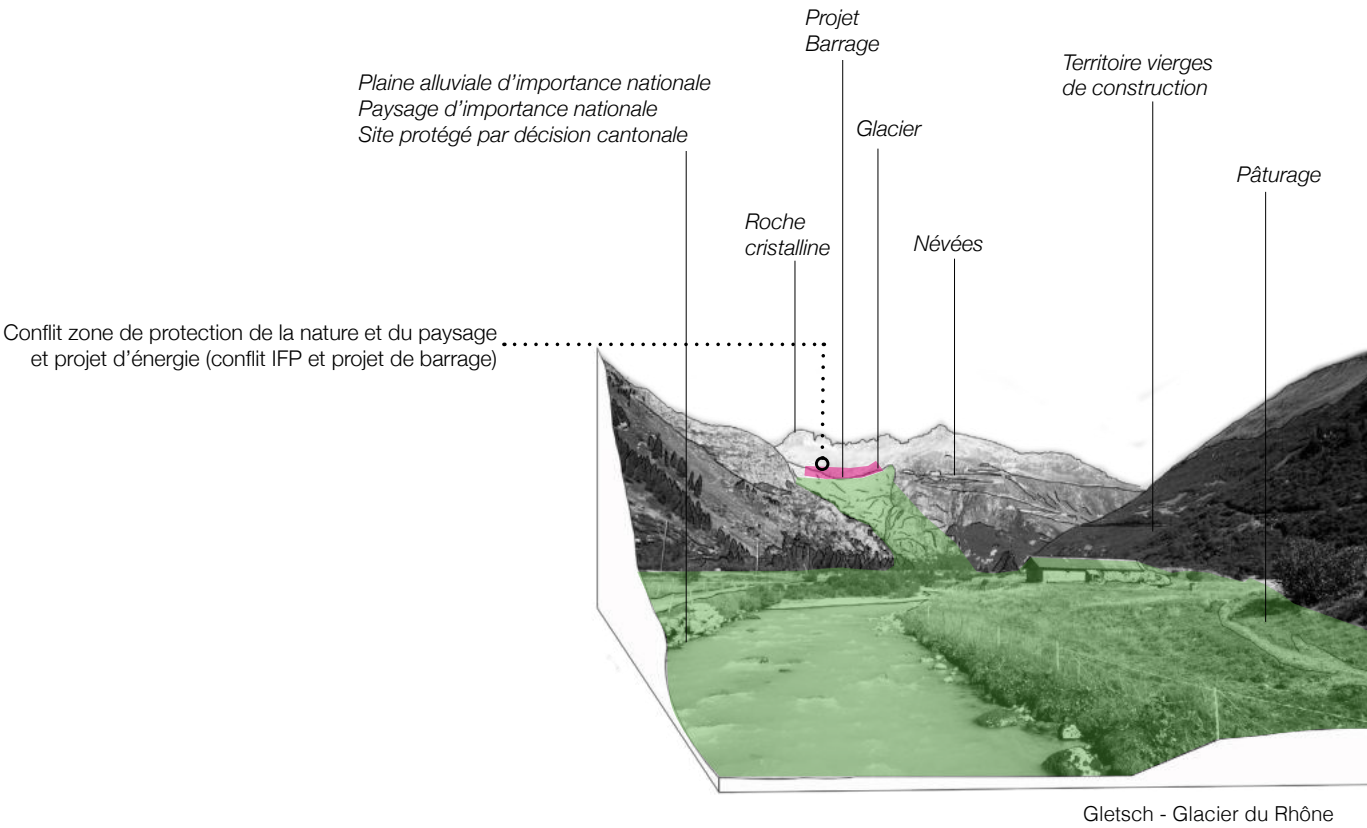 Projet
Barrage
Plaine alluviale d'importance nationale
Paysage d'importance nationale
Site protégé par décision cantonale
Territoire vierges
de construction
Glacier
Pâturage
Roche
cristalline
Névées
Conflit zone de protection de la nature et du paysage
et projet d'énergie (conflit IFP et projet de barrage)
Gletsch - Glacier du Rhône